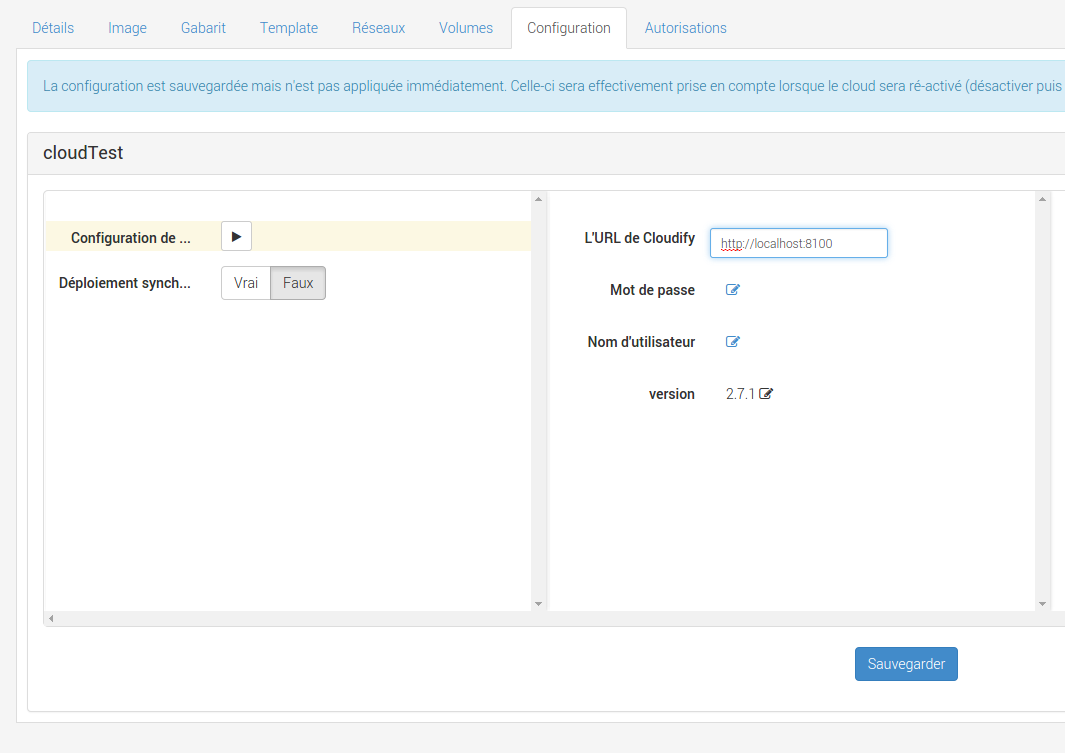 Détails Image Gabarit Template Réseaux Volumes Configuration Autorisations
La configuration est sauvegardée mais n'est pas appliquée immédiatement. Celle-ci sera effectivement prise en compte lorsque le cloud sera ré-activé (désactiver puis
cloudTest
Configuration de ...
Déploiement synch... Vrai Faux
L'URL de Cloudify http://localhost:8100
Mot de passe
Nom d'utilisateur
version 2.7.1
Sauvegarder